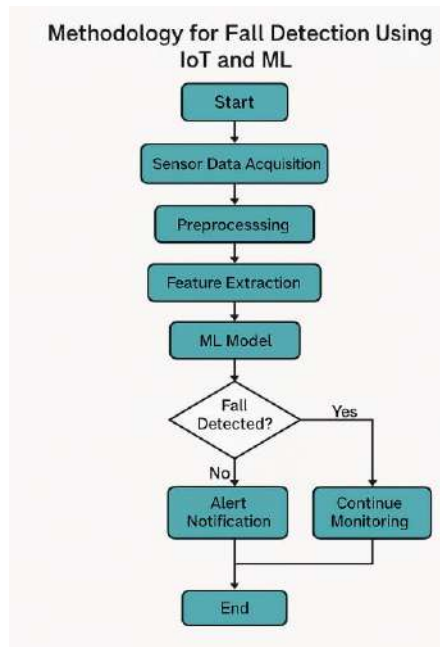 Methodology for Fall Detection Using
IoT and ML
Start
Sensor Data Acquisition
Preprocesssing
Feature Extraction
ML Model
Fall
Detected?
Yes
No
Alert
Notification
Continue
Monitoring
End